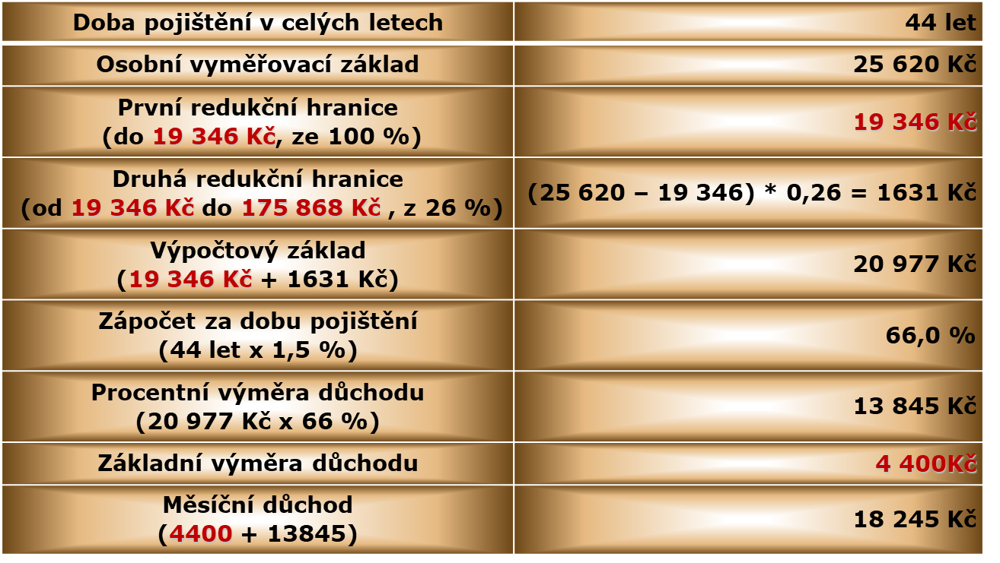 Doba pojištění v celých letech
44 let
Osobní vyměřovací základ
25 620 Kč
První redukční hranice
(do 19 346 Kč, ze 100 %)
19 346 Kč
Druhá redukční hranice
(od 19 346 Kč do 175 868 Kč , z 26 %)
(25 620 – 19 346) * 0,26 = 1631 Kč
Výpočtový základ
(19 346 Kč + 1631 Kč)
20 977 Kč
Zápočet za dobu pojištění
(44 let x 1,5 %)
66,0 %
Procentní výměra důchodu
(20 977 Kč x 66 %)
13 845 Kč
Základní výměra důchodu
4 400Kč
Měsíční důchod
(4400 + 13845)
18 245 Kč